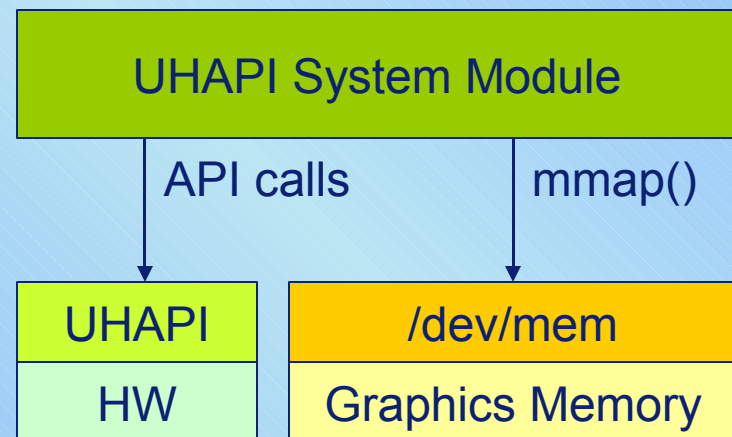 UHAPI System Module
API calls
mmap()
UHAPI
/dev/mem
HW
Graphics Memory